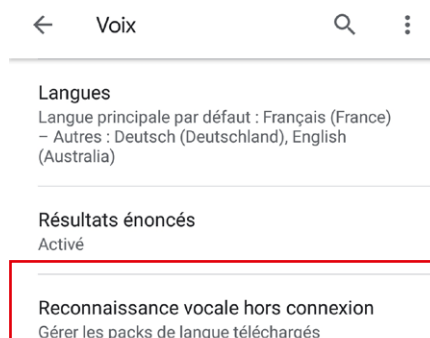 Voix
Langues
Langue principale par défaut : Français (France)
– Autres : Deutsch (Deutschland), English
(Australia)
Résultats énoncés
Activé
Reconnaissance vocale hors connexion
Gérer les packs de langue téléchargés